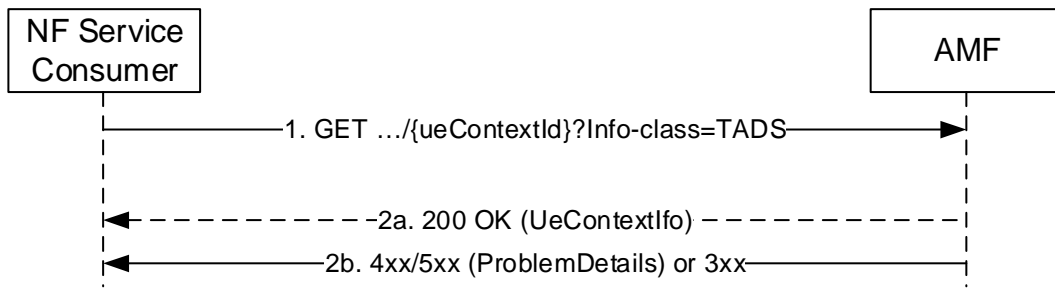 NF Service
Consumer
AMF
1. GET …/{ueContextId}?Info-class=TADS
2a. 200 OK (UeContextIfo)
2b. 4xx/5xx (ProblemDetails) or 3xx